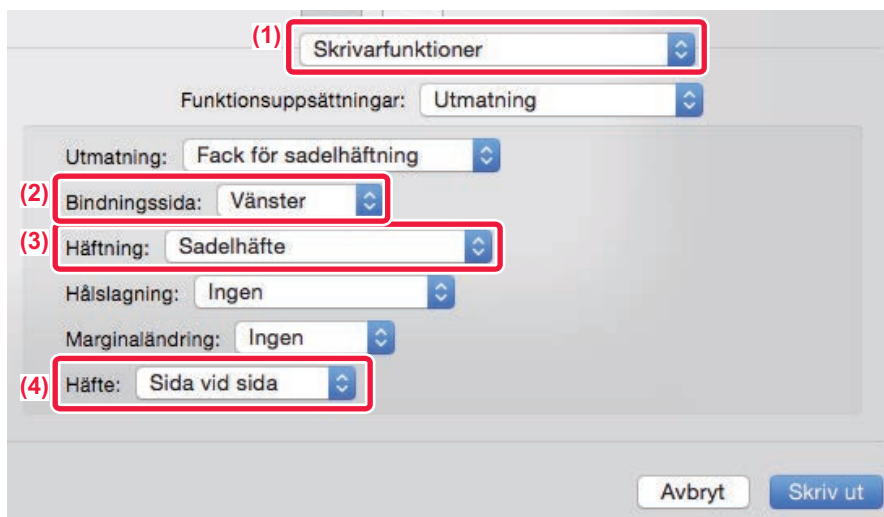 (1) Skrivarfunktioner
Funktionsuppsättningar: Utmatning
Utmatning: Fack för sadelhäftning
(2) Bindningssida: Vänster
(3) Häftning: Sadelhäfte
Hålslagning: Ingen
Marginaländring: Ingen
(4) Häfte: Sida vid sida
Avbryt Skriv ut